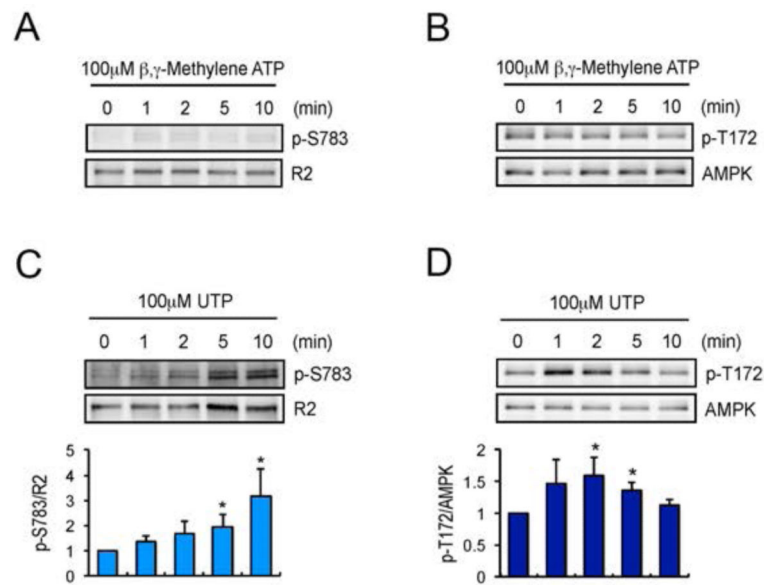 A
100μM β,γ-Methylene ATP
0 1 2 5 10 (min)
p-S783
R2
B
100μM β,γ-Methylene ATP
0 1 2 5 10 (min)
p-T172
AMPK
C
100μM UTP
0 1 2 5 10 (min)
p-S783
R2
p-S783/R2
5
4
3
2
1
0
*
*
D
100μM UTP
0 1 2 5 10 (min)
p-T172
AMPK
p-T172/AMPK
2
1.5
1
0.5
0
*
*